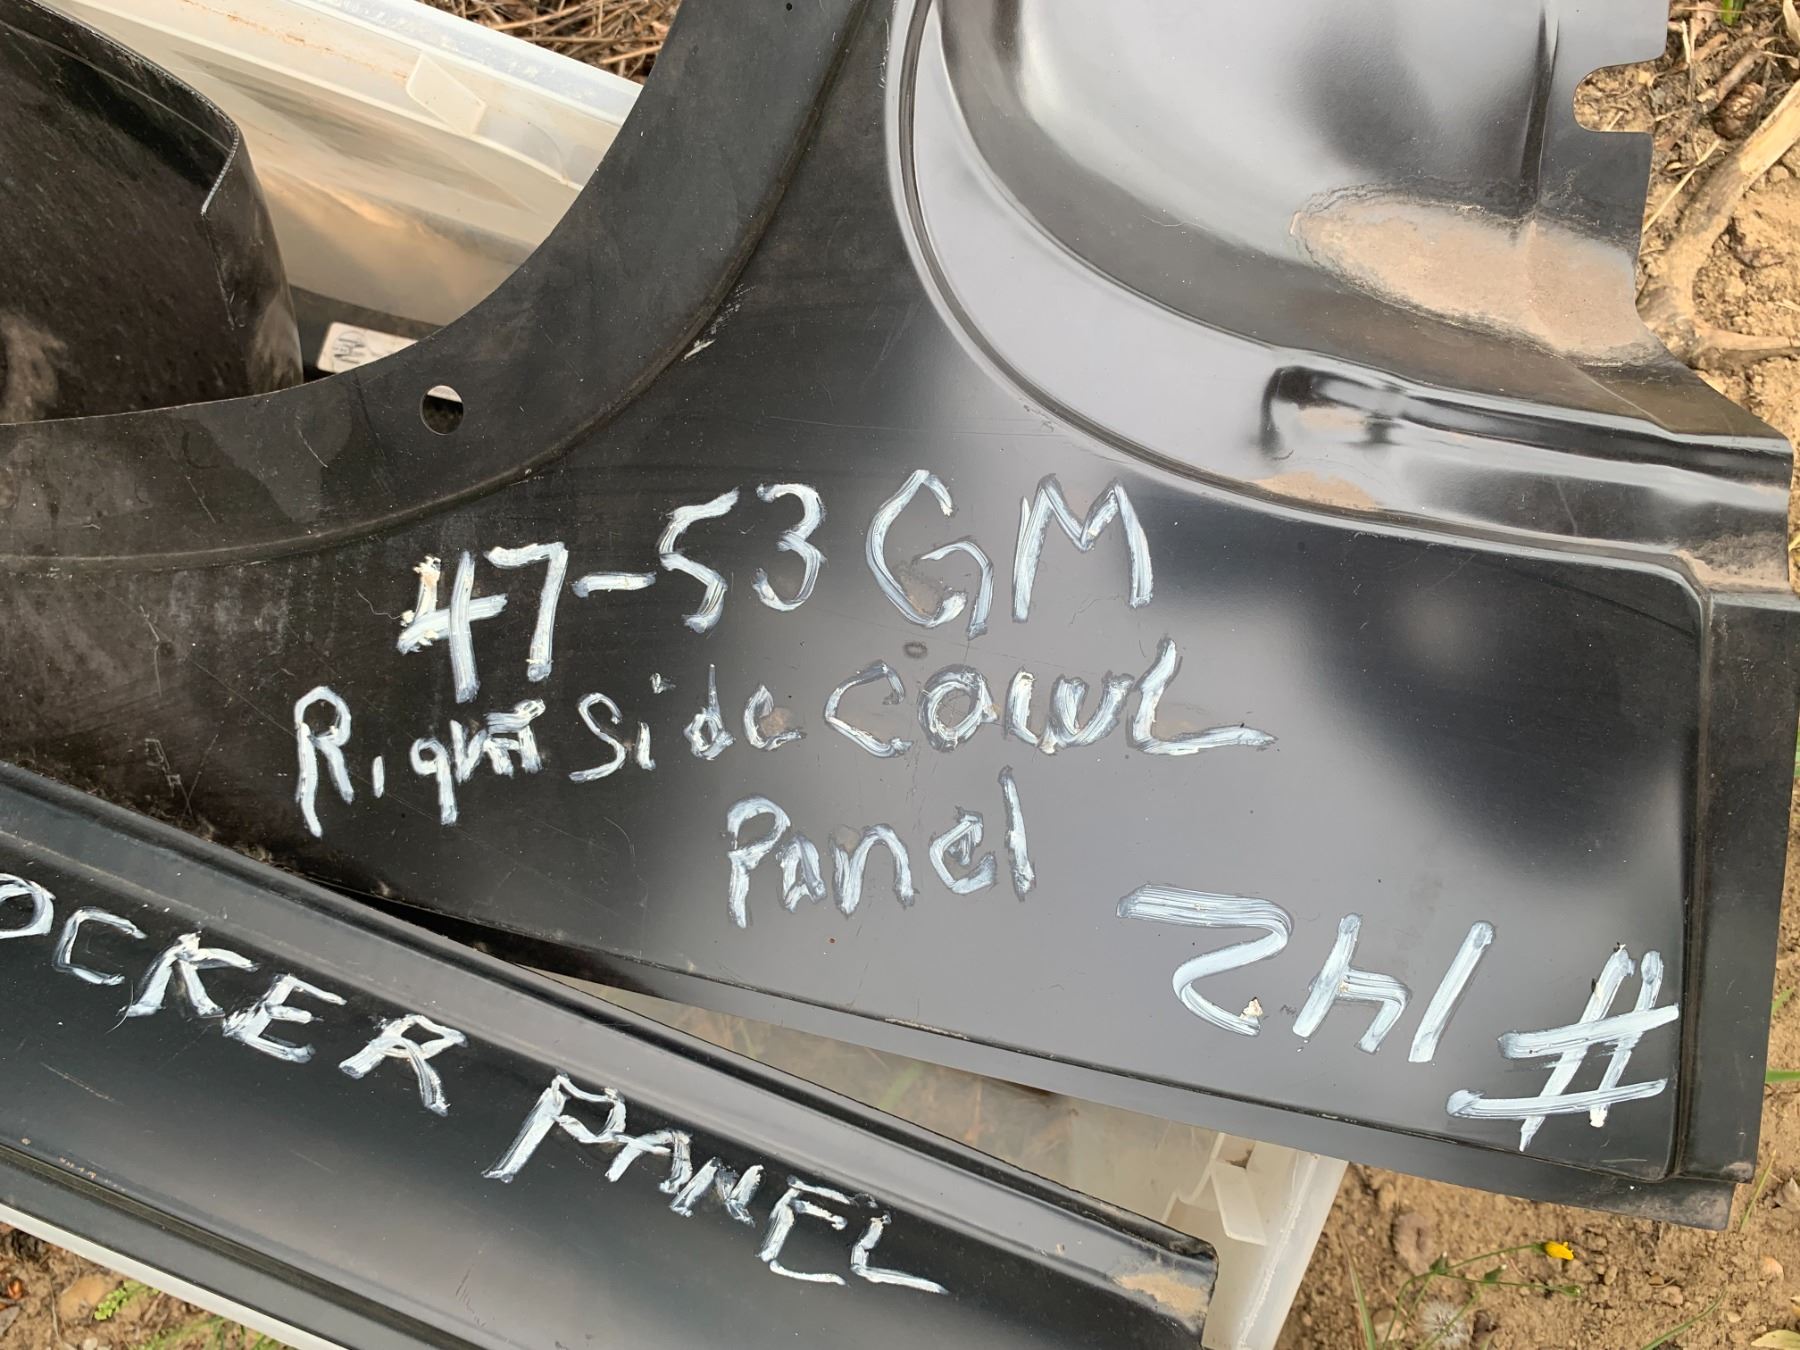 47-53 GM
Right Side COWL
Panel
#142
OCKER PANEL